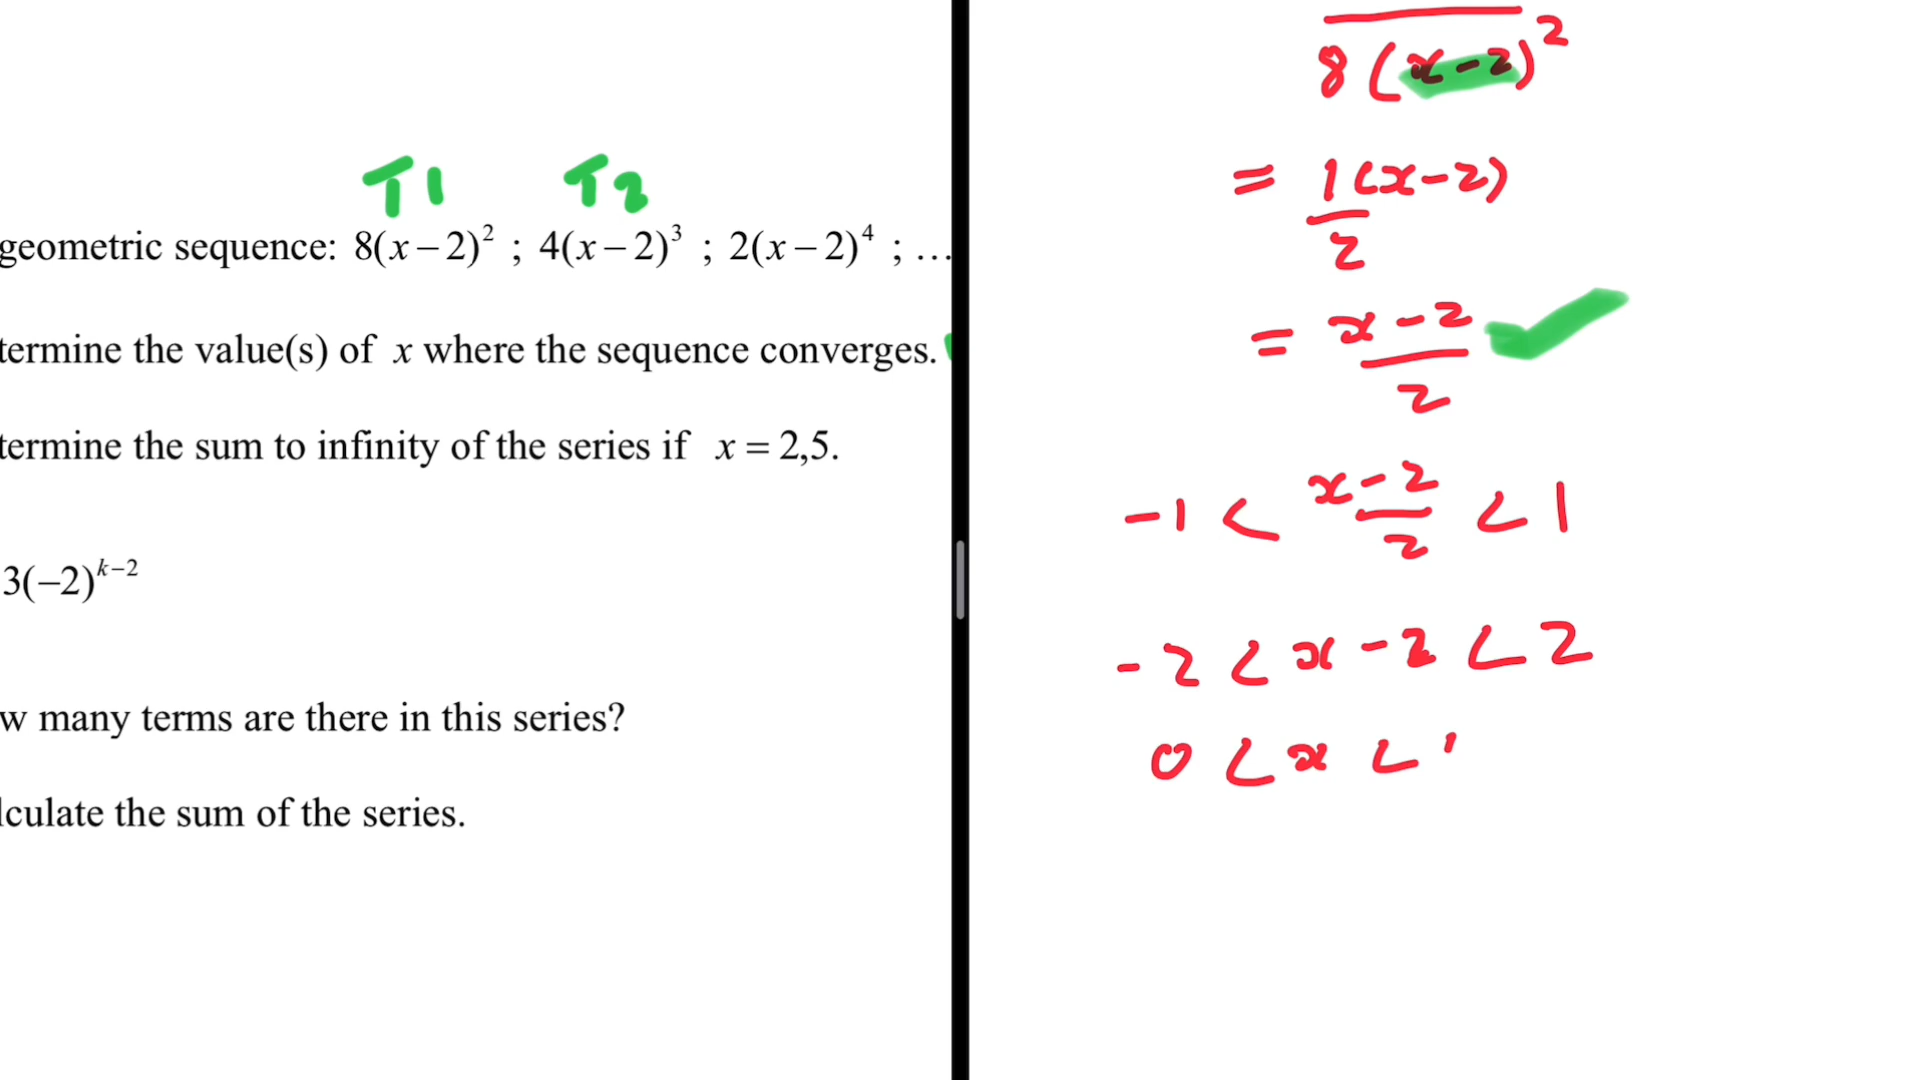 T1 T2
geometric sequence: 8(x – 2)² ; 4(x – 2)³ ; 2(x – 2)⁴ ; ...
termine the value(s) of x where the sequence converges.
termine the sum to infinity of the series if x = 2,5.
3(–2)^{k–2}
w many terms are there in this series?
lculate the sum of the series.
8(x-2)²
= 1(x-2)
2
= x-2
2
-1 < x-2/2 < 1
-2 < x-2 < 2
0 < x <